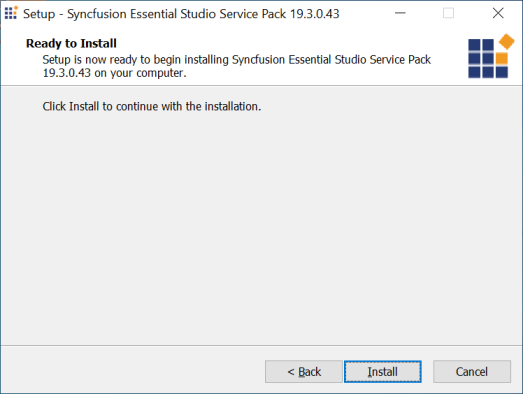 Setup - Syncfusion Essential Studio Service Pack 19.3.0.43
Ready to Install
Setup is now ready to begin installing Syncfusion Essential Studio Service Pack
19.3.0.43 on your computer.
Click Install to continue with the installation.
< Back
Install
Cancel